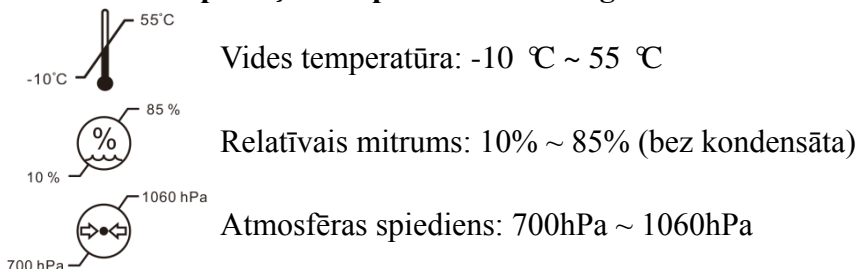 55°C
-10°C
Vides temperatūra: -10 ℃ ~ 55 ℃
85 %
%
10 %
Relatīvais mitrums: 10% ~ 85% (bez kondensāta)
1060 hPa
700 hPa
Atmosfēras spiediens: 700hPa ~ 1060hPa